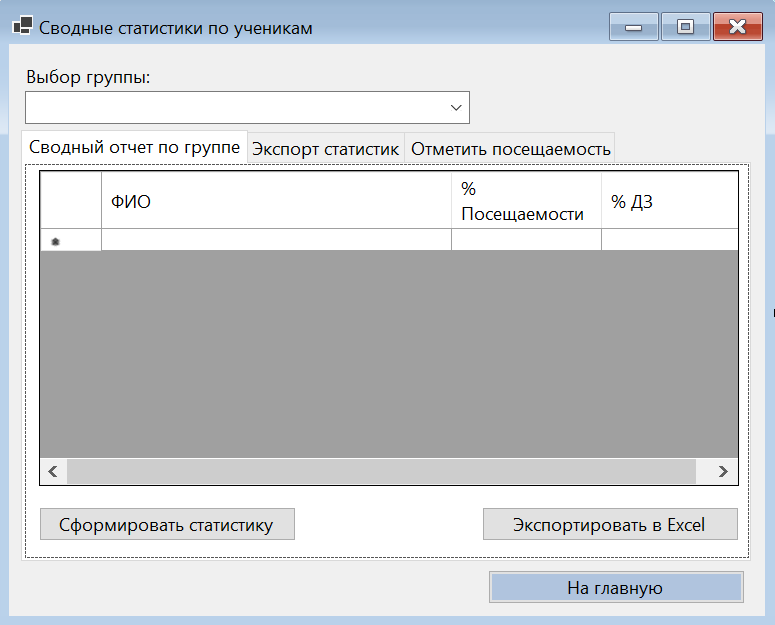 Сводные статистики по ученикам
Выбор группы:
Сводный отчет по группе Экспорт статистик Отметить посещаемость
ФИО
%
Посещаемости
% ДЗ
Сформировать статистику
Экспортировать в Excel
На главную